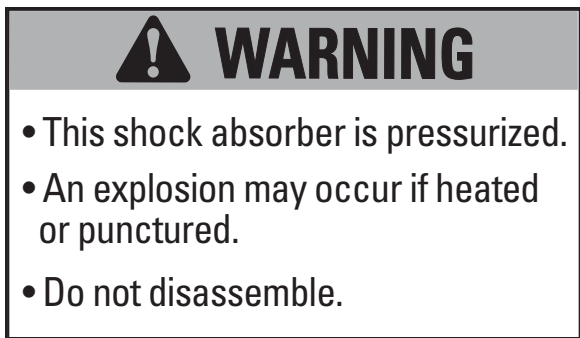 WARNING
• This shock absorber is pressurized.
• An explosion may occur if heated
or punctured.
• Do not disassemble.